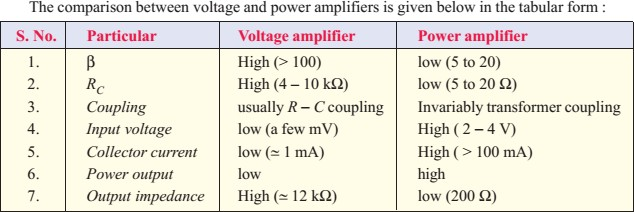 The comparison between voltage and power amplifiers is given below in the tabular form :
S. No. Particular Voltage amplifier Power amplifier
1. β High (> 100) low (5 to 20)
2. R_C High (4 – 10 kΩ) low (5 to 20 Ω)
3. Coupling usually R – C coupling Invariably transformer coupling
4. Input voltage low (a few mV) High ( 2 – 4 V)
5. Collector current low (≃ 1 mA) High ( > 100 mA)
6. Power output low high
7. Output impedance High (≃ 12 kΩ) low (200 Ω)